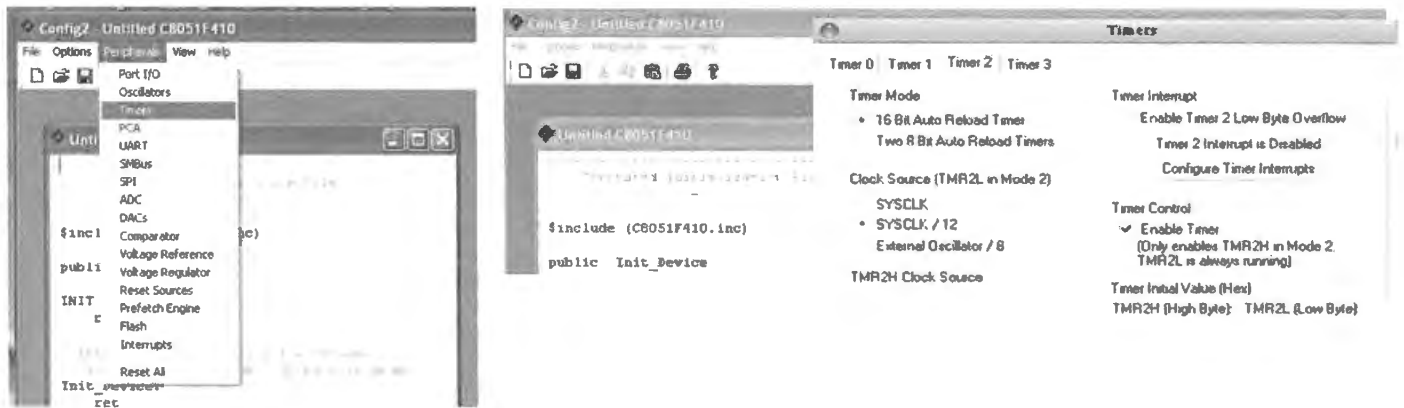 Config2 - Untitled C8051F410
File Options Peripherals View Help
Port I/O
Oscillators
Timers
PCA
UART
SMBus
SPI
ADC
DACs
Comparator
Voltage Reference
Voltage Regulator
Reset Sources
Prefetch Engine
Flash
Interrupts
Reset All
Unti
$incl
nc)
publi
INIT
r
Init_Device:
ret
Config2 - Untitled C8051F410
Untitled C8051F410
$include (C8051F410.inc)
public Init_Device
Timers
Timer 0 Timer 1 Timer 2 Timer 3
Timer Mode
16 Bit Auto Reload Timer
Two 8 Bit Auto Reload Timers
Clock Source (TMR2L in Mode 2)
SYSCLK
SYSCLK / 12
External Oscillator / 8
TMR2H Clock Source
Timer Interrupt
Enable Timer 2 Low Byte Overflow
Timer 2 Interrupt is Disabled
Configure Timer Interrupts
Timer Control
Enable Timer
(Only enables TMR2H in Mode 2,
TMR2L is always running)
Timer Initial Value (Hex)
TMR2H (High Byte) TMR2L (Low Byte)